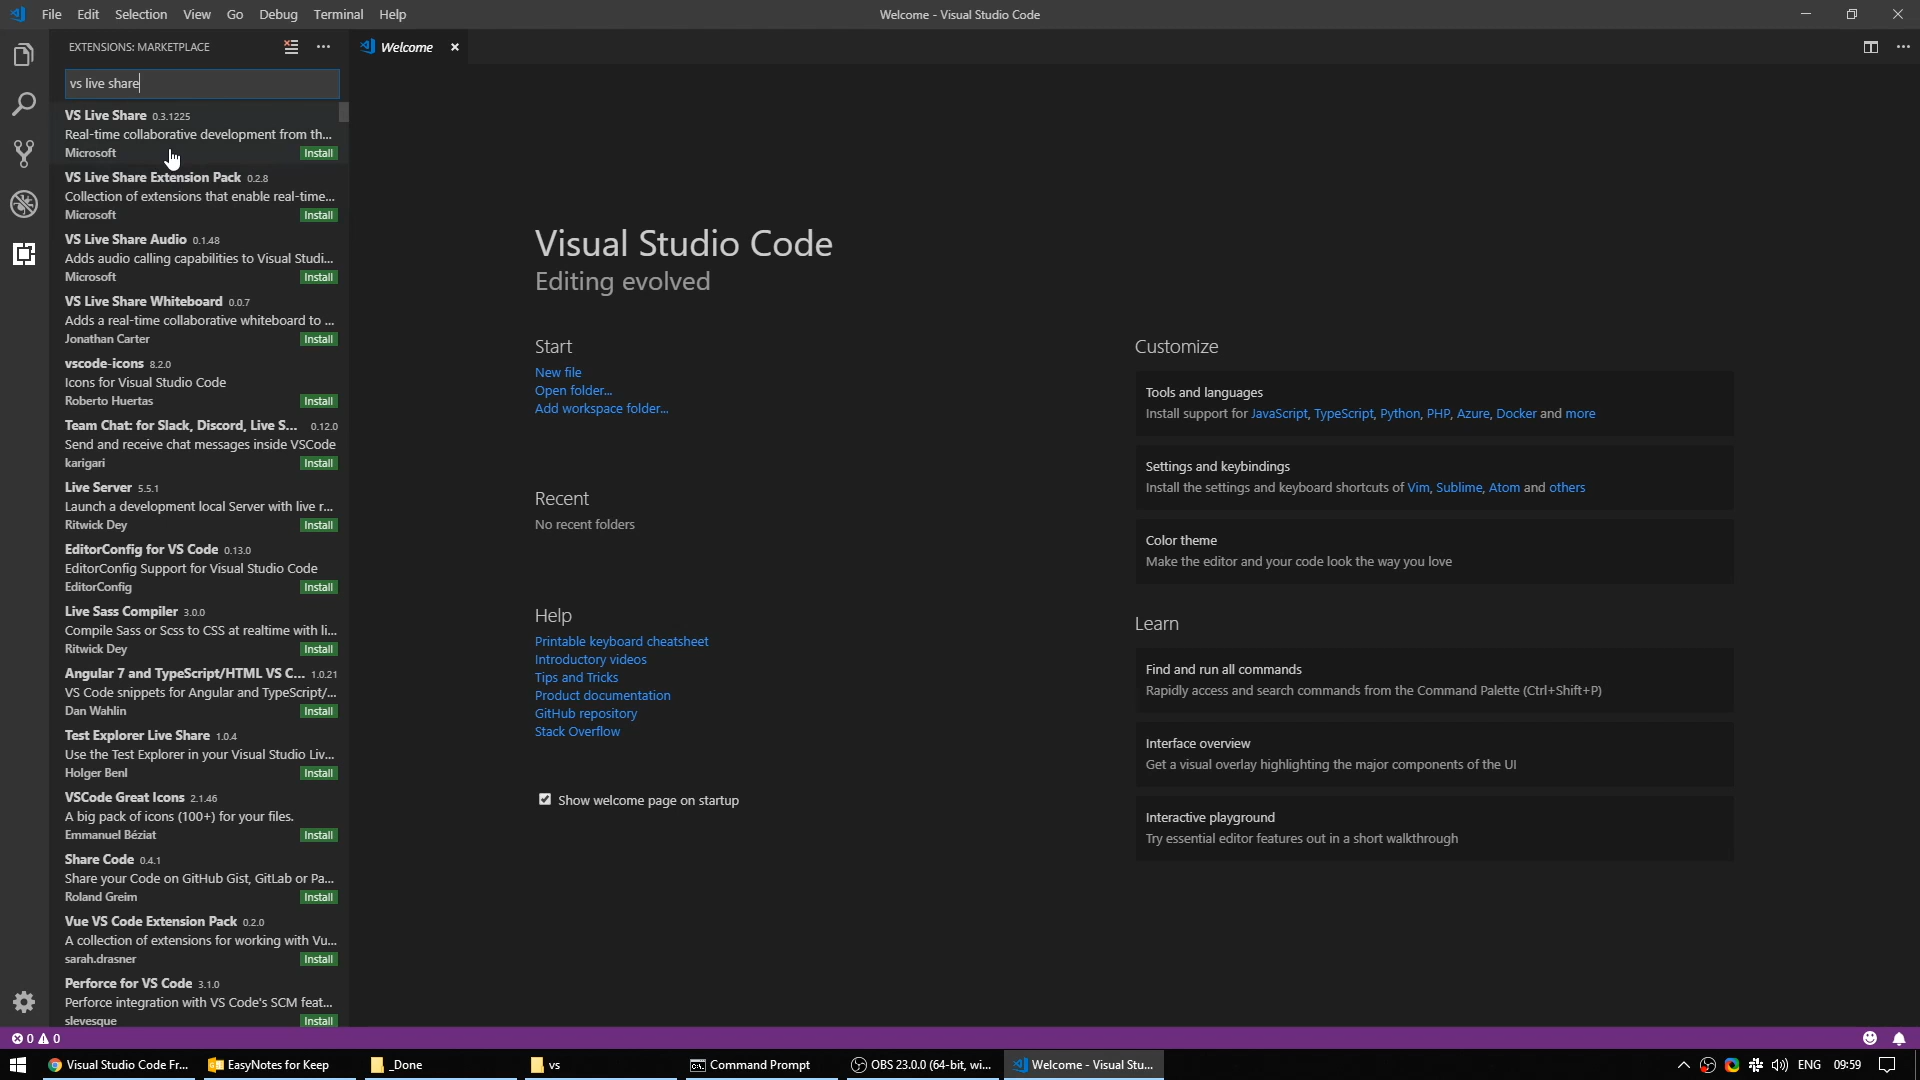 File Edit Selection View Go Debug Terminal Help
Welcome - Visual Studio Code
EXTENSIONS: MARKETPLACE
Welcome
vs live share
VS Live Share 0.3.1225
Real-time collaborative development from th...
Microsoft Install
VS Live Share Extension Pack 0.2.8
Collection of extensions that enable real-time...
Microsoft Install
VS Live Share Audio 0.1.48
Adds audio calling capabilities to Visual Studi...
Microsoft Install
VS Live Share Whiteboard 0.0.7
Adds a real-time collaborative whiteboard to ...
Jonathan Carter Install
vscode-icons 8.2.0
Icons for Visual Studio Code
Roberto Huertas Install
Team Chat: for Slack, Discord, Live S... 0.12.0
Send and receive chat messages inside VSCode
karigari Install
Live Server 5.5.1
Launch a development local Server with live r...
Ritwick Dey Install
EditorConfig for VS Code 0.13.0
EditorConfig Support for Visual Studio Code
EditorConfig Install
Live Sass Compiler 3.0.0
Compile Sass or Scss to CSS at realtime with li...
Ritwick Dey Install
Angular 7 and TypeScript/HTML VS C... 1.0.21
VS Code snippets for Angular and TypeScript/...
Dan Wahlin Install
Test Explorer Live Share 1.0.4
Use the Test Explorer in your Visual Studio Liv...
Holger Benl Install
VSCode Great Icons 2.1.46
A big pack of icons (100+) for your files.
Emmanuel Béziat Install
Share Code 0.4.1
Share your Code on GitHub Gist, GitLab or Pa...
Roland Greim Install
Vue VS Code Extension Pack 0.2.0
A collection of extensions for working with Vu...
sarah.drasner Install
Perforce for VS Code 3.1.0
Perforce integration with VS Code's SCM feat...
slevesque Install
Visual Studio Code
Editing evolved
Start
New file
Open folder...
Add workspace folder...
Recent
No recent folders
Help
Printable keyboard cheatsheet
Introductory videos
Tips and Tricks
Product documentation
GitHub repository
Stack Overflow
Show welcome page on startup
Customize
Tools and languages
Install support for JavaScript, TypeScript, Python, PHP, Azure, Docker and more
Settings and keybindings
Install the settings and keyboard shortcuts of Vim, Sublime, Atom and others
Color theme
Make the editor and your code look the way you love
Learn
Find and run all commands
Rapidly access and search commands from the Command Palette (Ctrl+Shift+P)
Interface overview
Get a visual overlay highlighting the major components of the UI
Interactive playground
Try essential editor features out in a short walkthrough
0 0
Visual Studio Code Fr... EasyNotes for Keep _Done vs Command Prompt OBS 23.0.0 (64-bit, wi... Welcome - Visual Stu... ENG 09:59